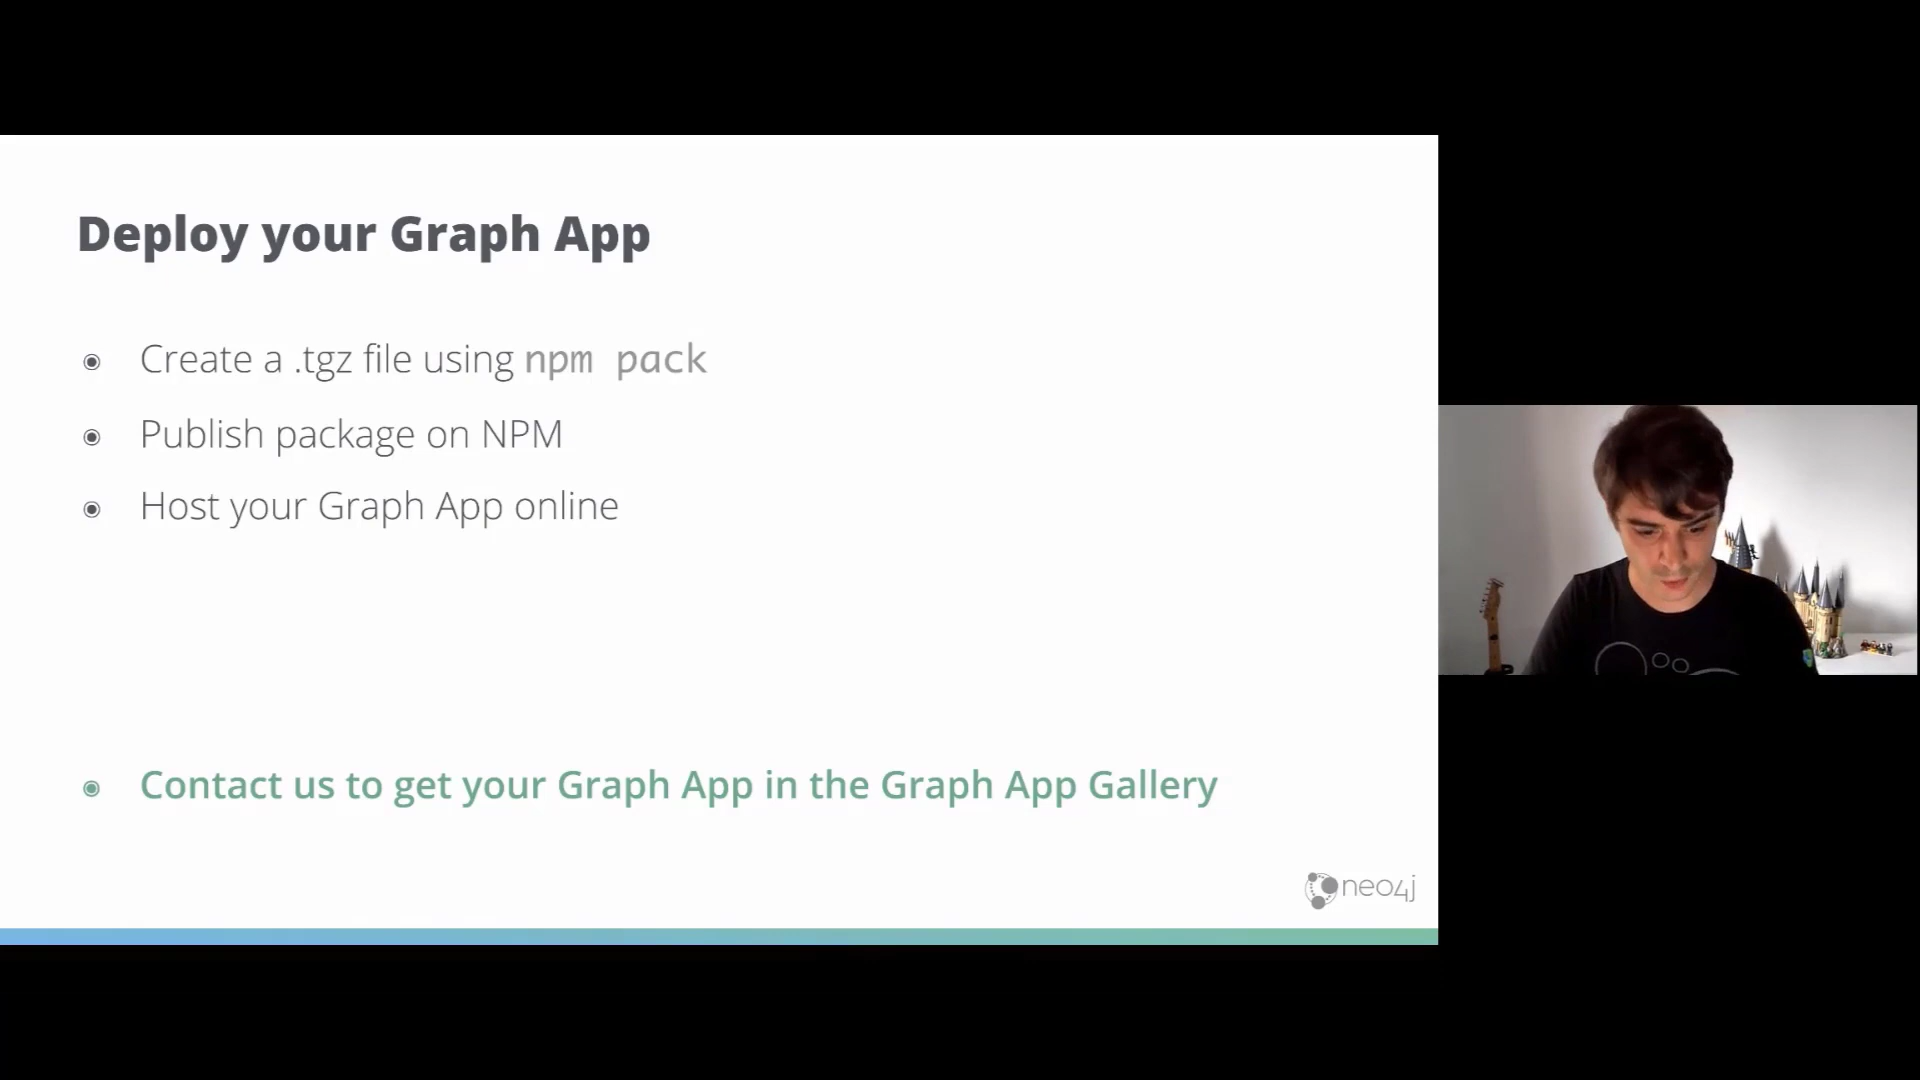 Deploy your Graph App
Create a .tgz file using npm pack
Publish package on NPM
Host your Graph App online
Contact us to get your Graph App in the Graph App Gallery
neo4j